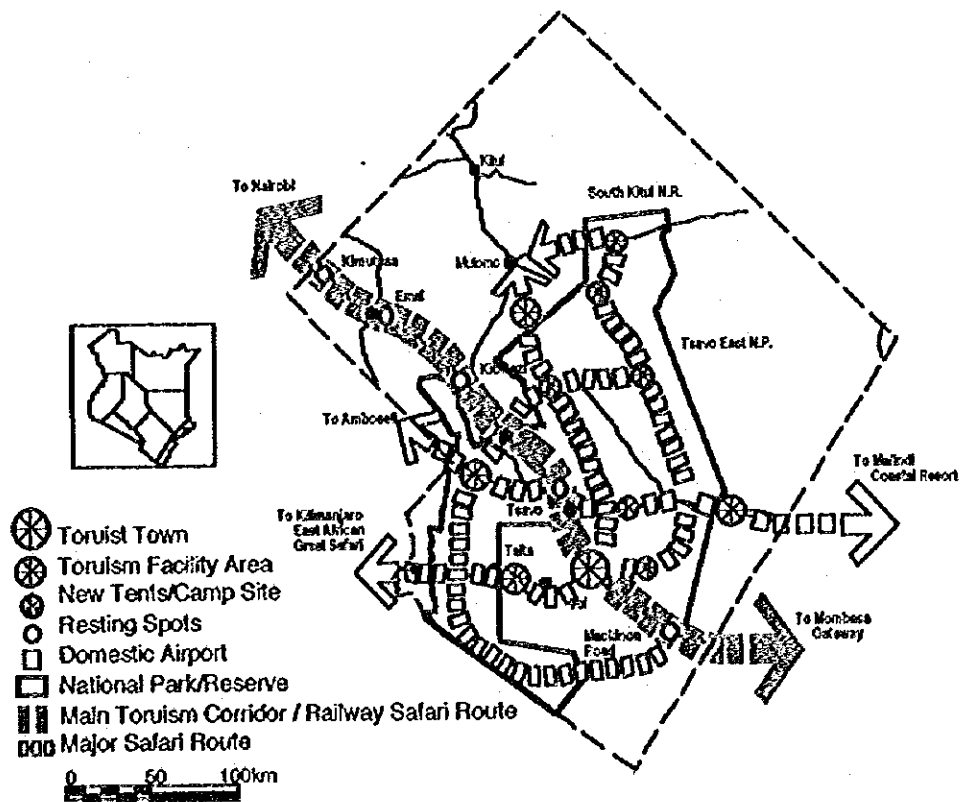 To Nairobi
Kitui
South Kitui N.R.
Mutomo
Emali
Tsavo East N.P.
To Amboseli
To Malindi
Coastal Resort
To Kilimanjaro
East African
Great Safari
Tsavo
Taita
Voi
Mackinon
Road
To Mombasa
Gateway
Toruist Town
Toruism Facility Area
New Tents/Camp Site
Resting Spots
Domestic Airport
National Park/Reserve
Main Toruism Corridor / Railway Safari Route
Major Safari Route
0 50 100km